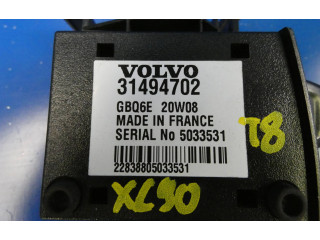 VOLVO
31494702
GBQ6E 20W08
MADE IN FRANCE
SERIAL No 5033531
22838805033531
T8
XC90